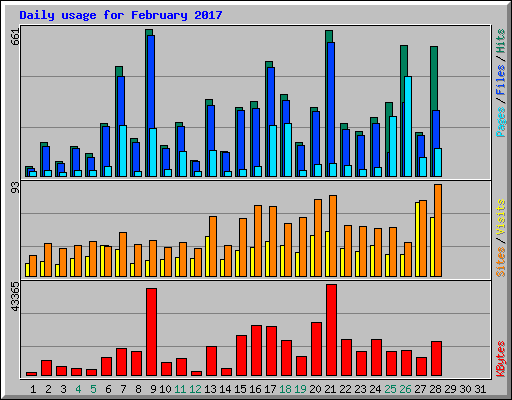 Daily usage for February 2017
661
Pages / Files / Hits
93
Sites / Visits
43365
KBytes
1 2 3 4 5 6 7 8 9 10 11 12 13 14 15 16 17 18 19 20 21 22 23 24 25 26 27 28 29 30 31